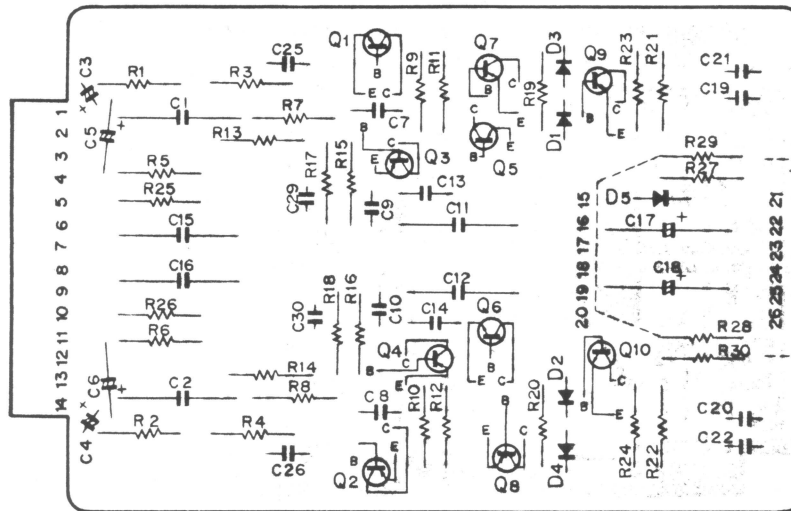 C25
Q1
Q7
D3
Q9
R23
R21
C21
C19
C3
R1
R3
B
E
C
R9
R11
C
B
E
R19
C
B
E
x
1
2
3
4
5
6
7
8
9
10
11
12
13
14
C5
+
C1
R7
C7
R13
B
C
E
Q3
C
B
E
Q5
D1
R5
R17
R15
R29
R27
R25
C29
C9
C13
D5
C15
C11
C17
+
15
16
17
18
19
20
21
22
23
24
25
26
C16
C12
C18
+
R26
R18
R16
C30
C10
C14
Q6
R28
R6
C
Q4
B
E
E
C
R30
Q10
C
B
E
C6
+
R14
D2
C2
R8
C8
R10
R12
B
R20
x
C4
R2
R4
C
E
B
E
C
C20
C22
C26
Q2
Q8
D4
R24
R22